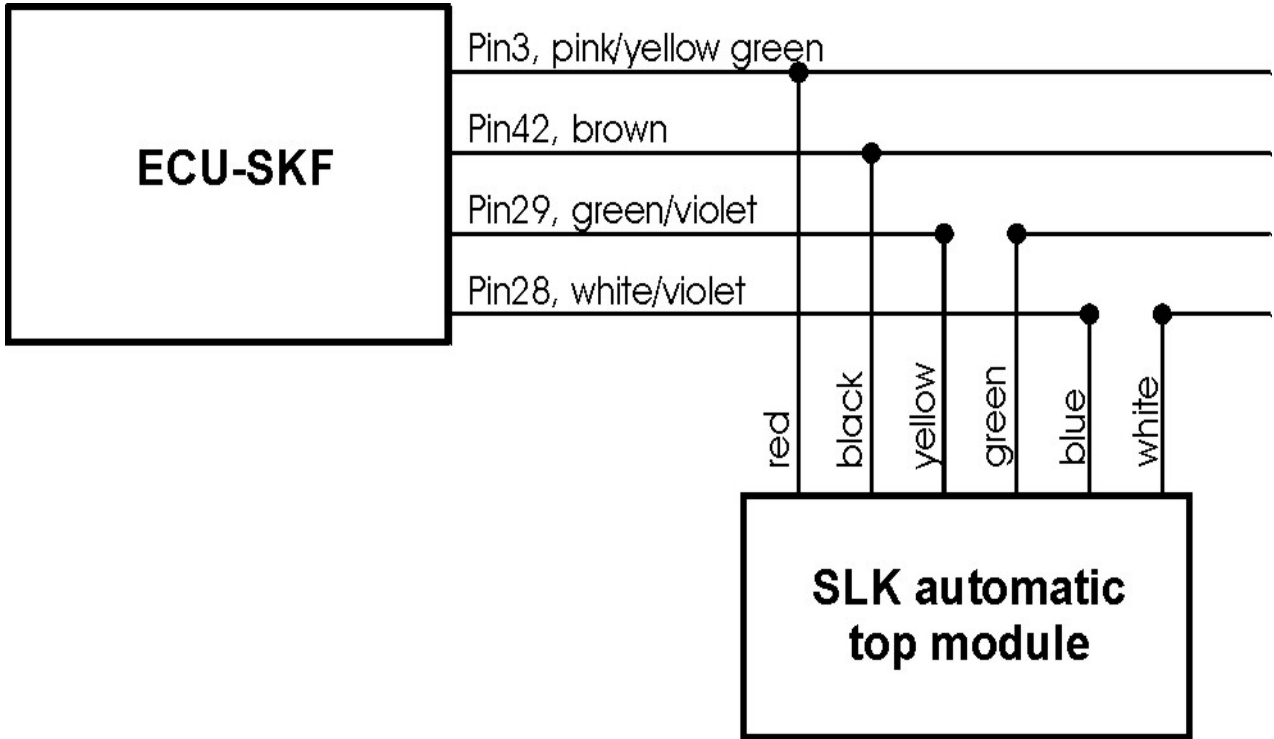 Pin3, pink/yellow green
Pin42, brown
ECU-SKF
Pin29, green/violet
Pin28, white/violet
red
black
yellow
green
blue
white
SLK automatic
top module